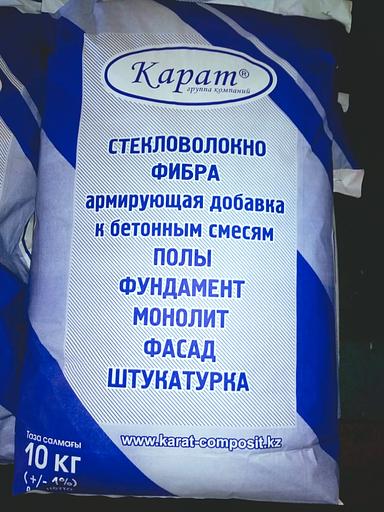 Карат®
группа компаний
СТЕКЛОВОЛОКНО
ФИБРА
армирующая добавка
к бетонным смесям
ПОЛЫ
ФУНДАМЕНТ
МОНОЛИТ
ФАСАД
ШТУКАТУРКА
www.karat-composit.kz
Таза салмағы
10 кг
(+/- 1%)